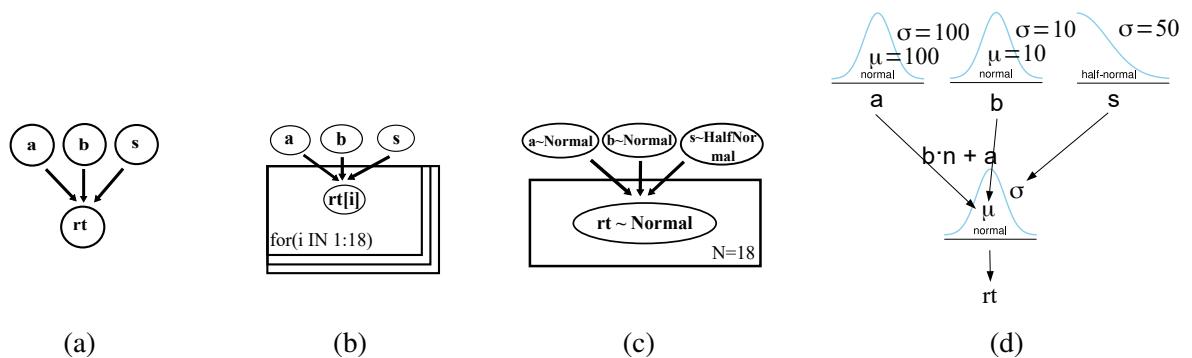 a b s
rt
(a)
a b s
rt[i]
for(i IN 1:18)
(b)
a~Normal b~Normal s~HalfNor
mal
rt ~ Normal
N=18
(c)
σ=100 σ=10 σ=50
μ=100 μ=10
normal normal half-normal
a b s
b·n + a
σ
μ
normal
rt
(d)